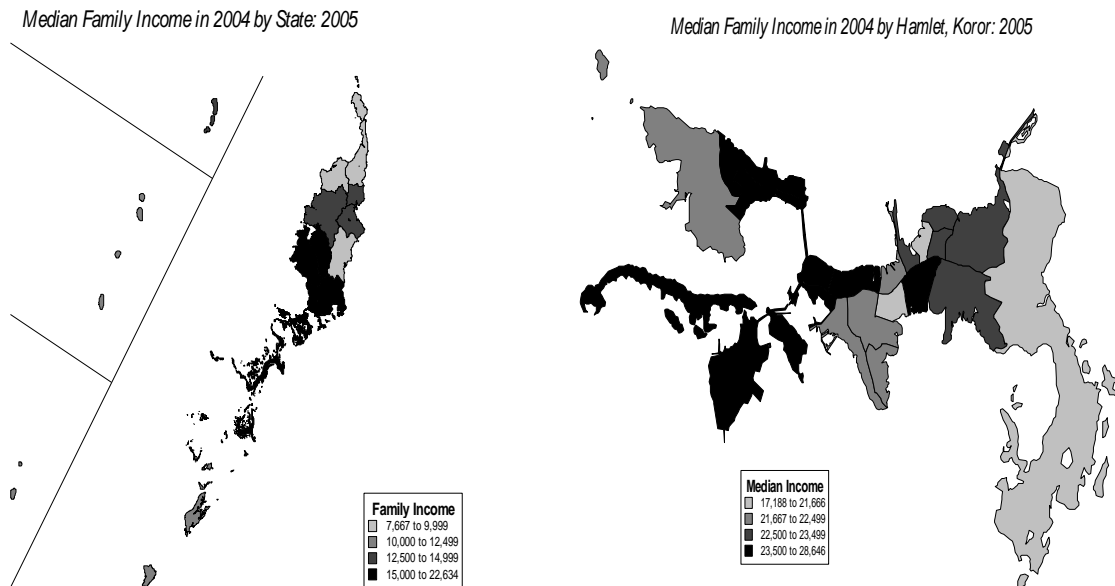 Median Family Income in 2004 by State: 2005
Median Family Income in 2004 by Hamlet, Koror: 2005
Family Income
7,667 to 9,999
10,000 to 12,499
12,500 to 14,999
15,000 to 22,634
Median Income
17,188 to 21,666
21,667 to 22,499
22,500 to 23,499
23,500 to 28,646